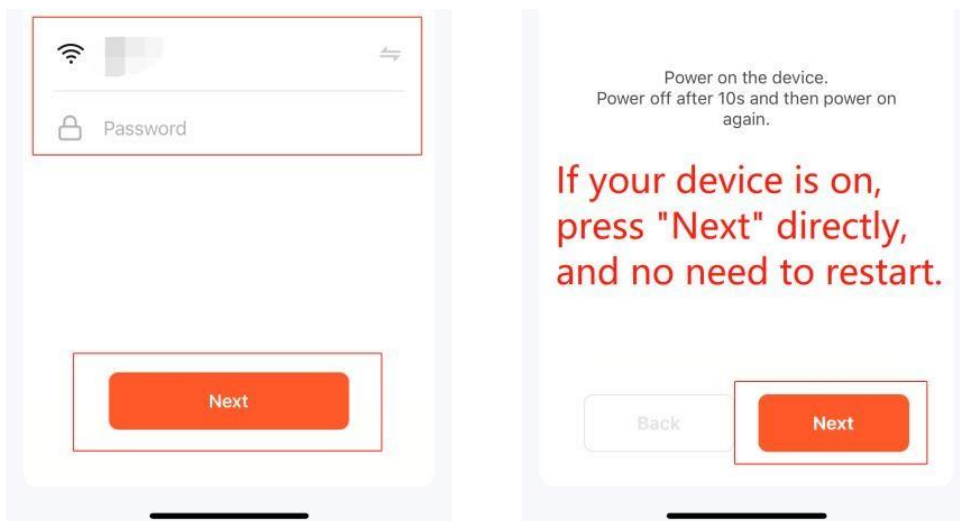 Password
Next
Power on the device.
Power off after 10s and then power on
again.
If your device is on,
press "Next" directly,
and no need to restart.
Back
Next